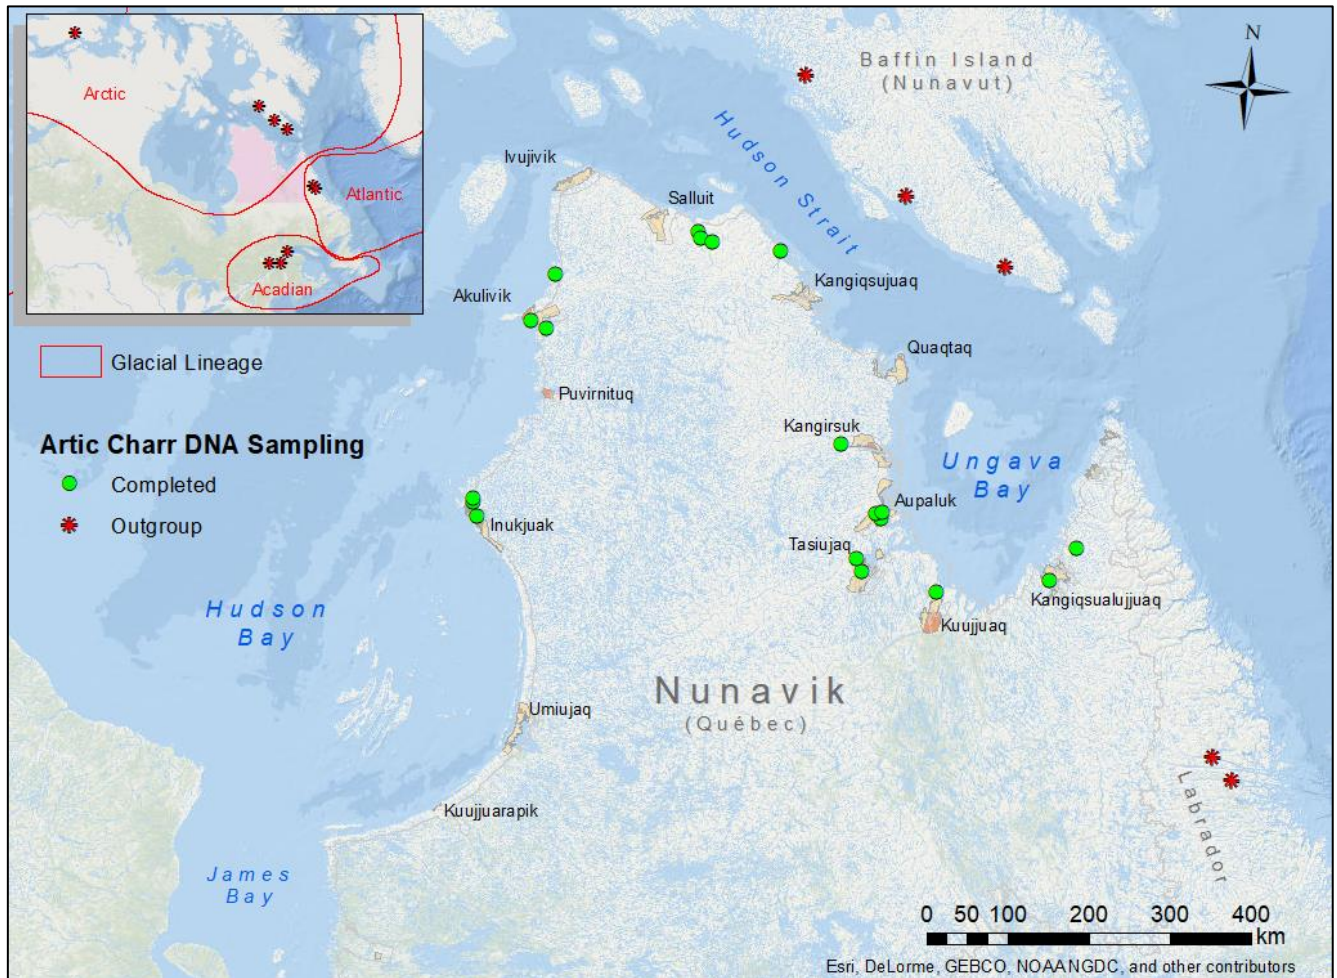 Arctic
Atlantic
Acadian
Glacial Lineage
Artic Charr DNA Sampling
Completed
Outgroup
N
Baffin Island
(Nunavut)
Hudson Strait
Ivujivik
Salluit
Kangiqsujuaq
Akulivik
Quaqtaq
Puvirnituq
Kangirsuk
Ungava
Bay
Aupaluk
Inukjuak
Tasiujaq
Kangiqsualujjuaq
Hudson
Bay
Kuujjuaq
Nunavik
(Québec)
Umiujaq
Labrador
Kuujjuarapik
James
Bay
0 50 100 200 300 400
km
Esri, DeLorme, GEBCO, NOAANGDC, and other contributors